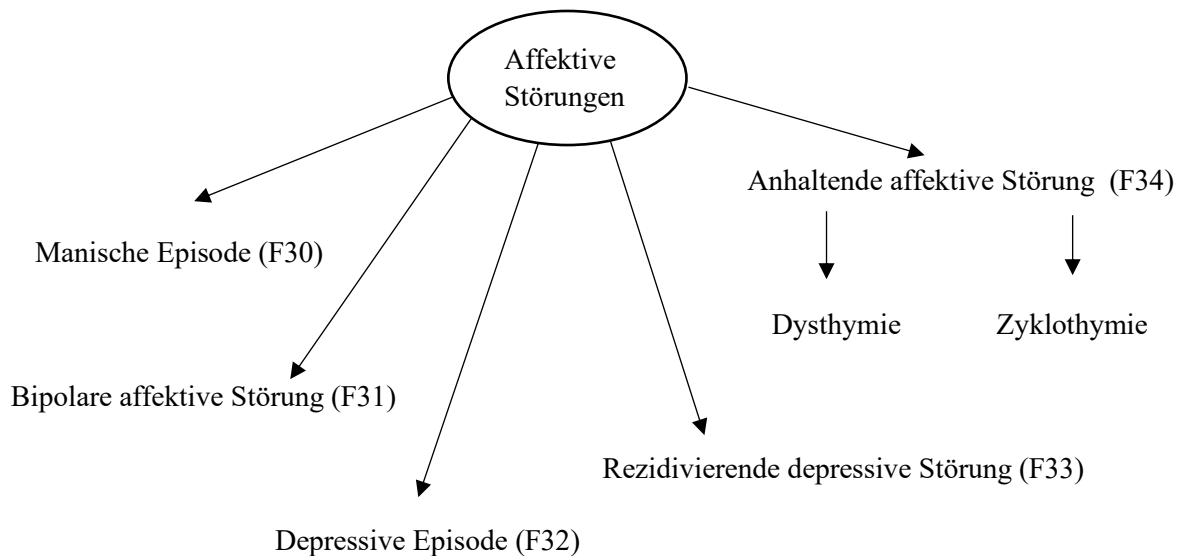 Affektive
Störungen
Anhaltende affektive Störung (F34)
Manische Episode (F30)
Dysthymie
Zyklothymie
Bipolare affektive Störung (F31)
Rezidivierende depressive Störung (F33)
Depressive Episode (F32)